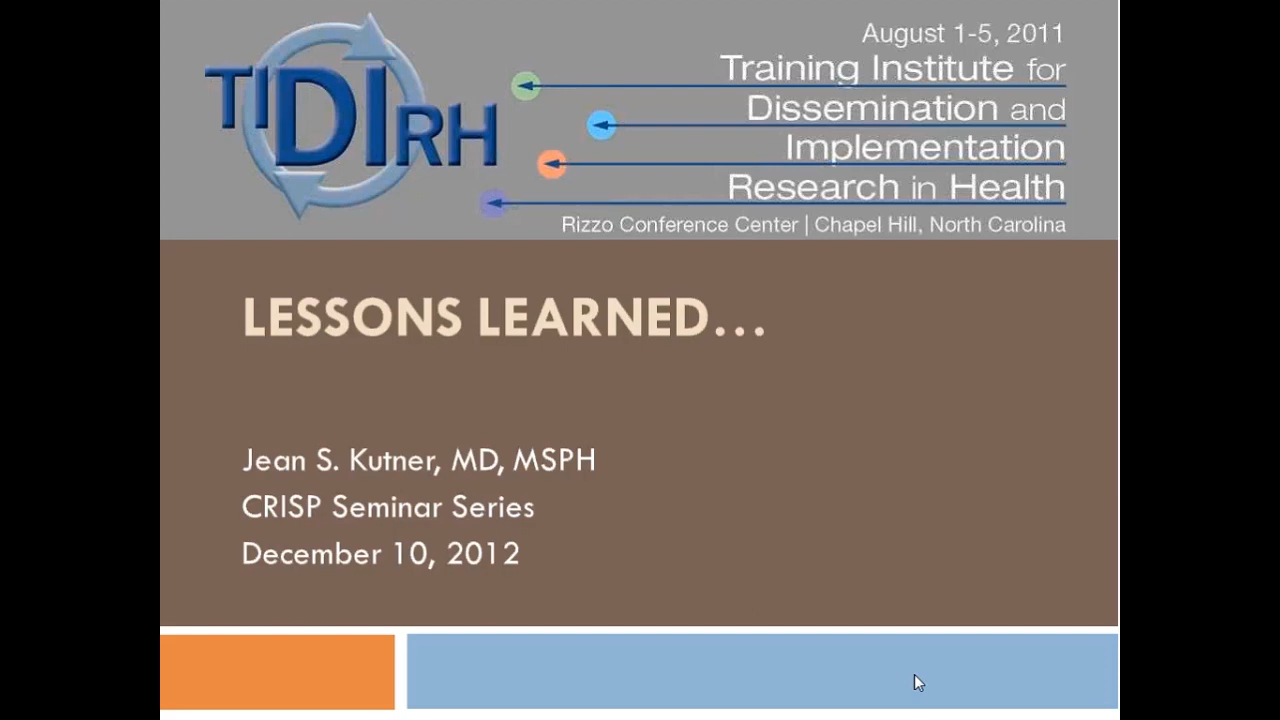 TIDIRH
August 1-5, 2011
Training Institute for
Dissemination and
Implementation
Research in Health
Rizzo Conference Center | Chapel Hill, North Carolina
LESSONS LEARNED...
Jean S. Kutner, MD, MSPH
CRISP Seminar Series
December 10, 2012